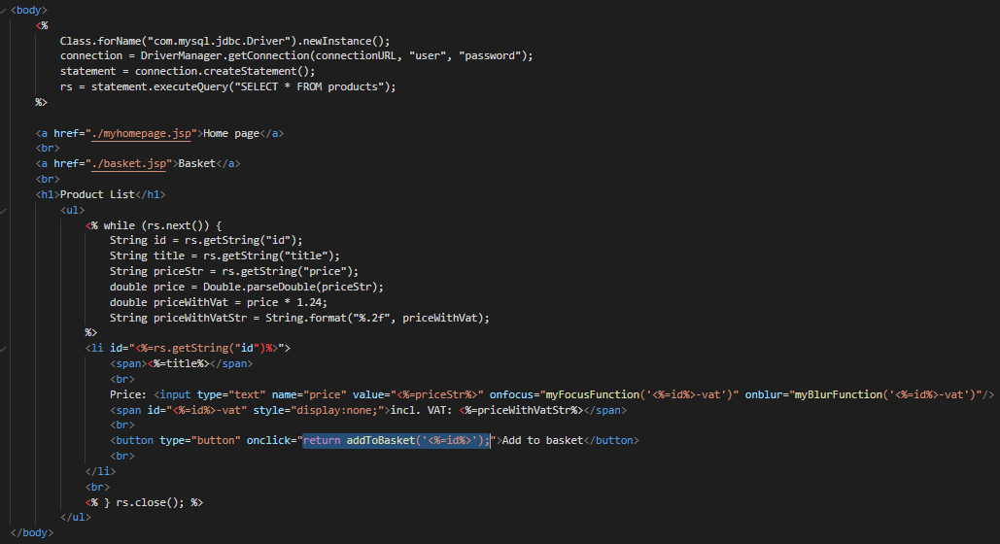 <body>
<%
Class.forName("com.mysql.jdbc.Driver").newInstance();
connection = DriverManager.getConnection(connectionURL, "user", "password");
statement = connection.createStatement();
rs = statement.executeQuery("SELECT * FROM products");
%>
<a href="./myhomepage.jsp">Home page</a>
<br>
<a href="./basket.jsp">Basket</a>
<br>
<h1>Product List</h1>
<ul>
<% while (rs.next()) {
String id = rs.getString("id");
String title = rs.getString("title");
String priceStr = rs.getString("price");
double price = Double.parseDouble(priceStr);
double priceWithVat = price * 1.24;
String priceWithVatStr = String.format("%.2f", priceWithVat);
%>
<li id="<%=rs.getString("id")%>">
<span><%=title%></span>
<br>
Price: <input type="text" name="price" value="<%=priceStr%>" onfocus="myFocusFunction('<%=id%>-vat')" onblur="myBlurFunction('<%=id%>-vat')"/>
<span id="<%=id%>-vat" style="display:none;">incl. VAT: <%=priceWithVatStr%></span>
<br>
<button type="button" onclick="return addToBasket('<%=id%>');">Add to basket</button>
<br>
</li>
<br>
<% } rs.close(); %>
</ul>
</body>